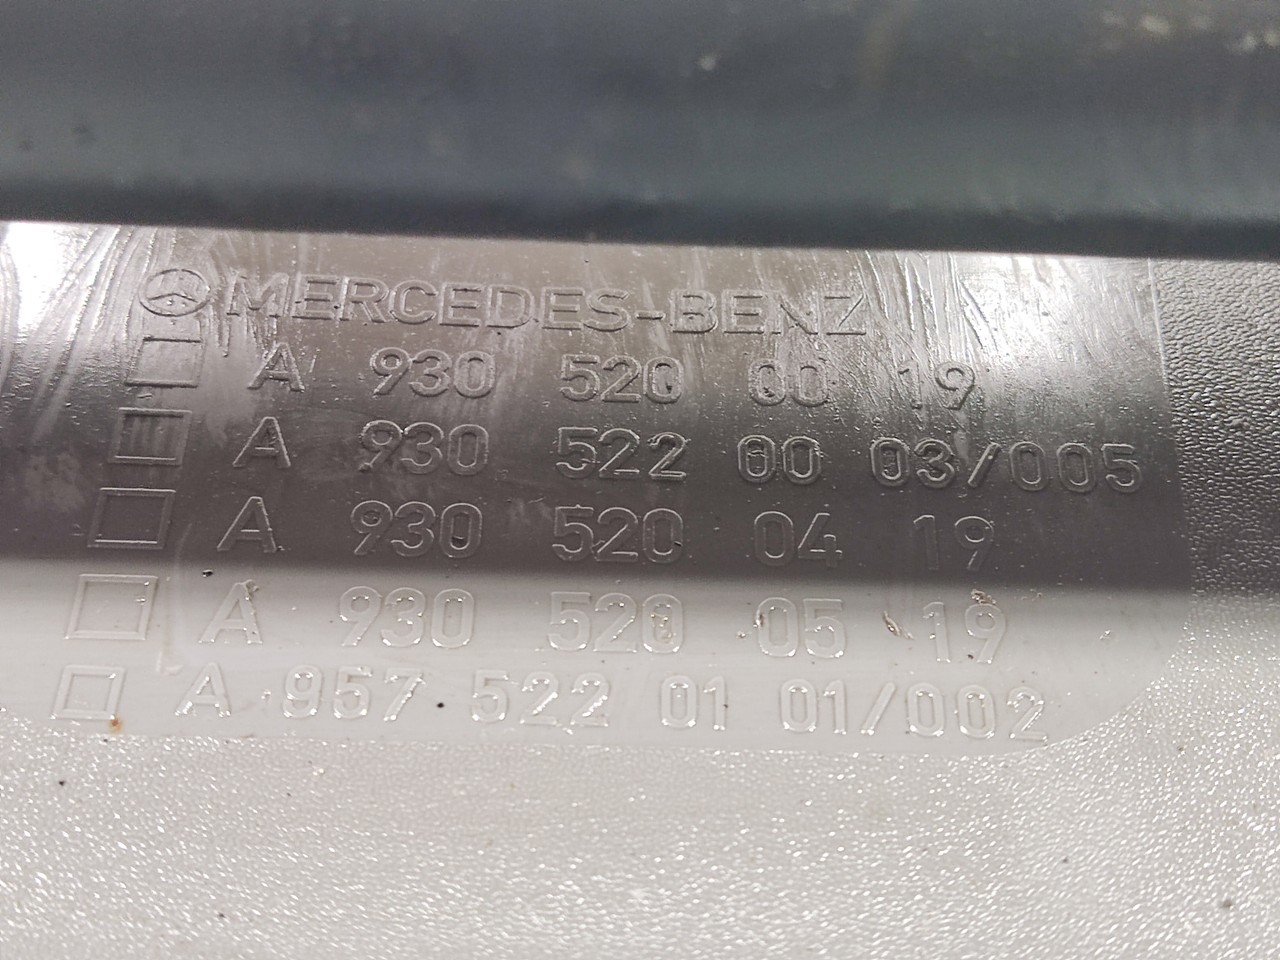 MERCEDES-BENZ
A 930 520 00 19
A 930 522 00 03/005
A 930 520 04 19
A 930 520 05 19
A 957 522 01 01/002